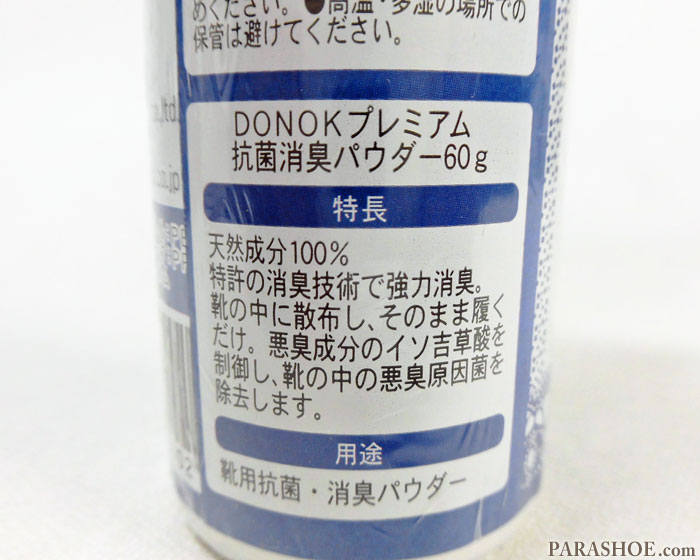 めください。●高温・多湿の場所での
保管は避けてください。
DONOKプレミアム
抗菌消臭パウダー60g
特長
天然成分100%
特許の消臭技術で強力消臭。
靴の中に散布し、そのまま履く
だけ。悪臭成分のイソ吉草酸を
制御し、靴の中の悪臭原因菌を
除去します。
用途
靴用抗菌・消臭パウダー
.,ltd.
.co.jp
02
PARASHOE.com